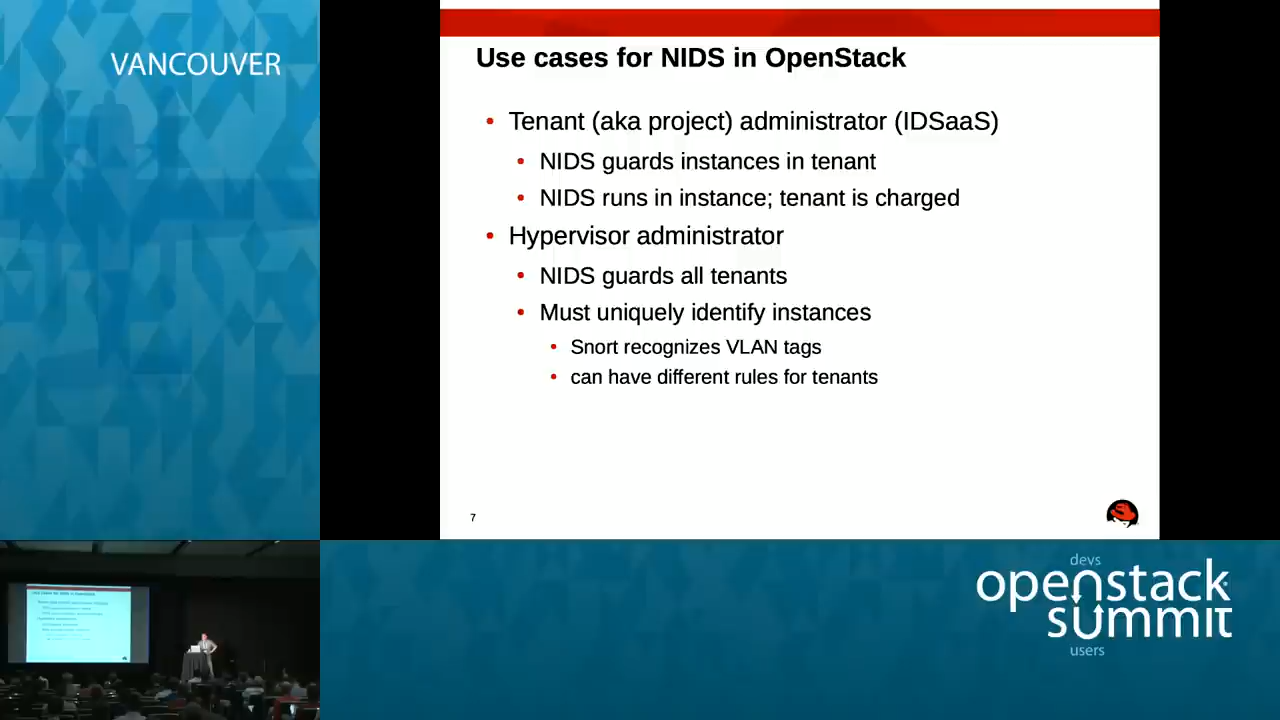 VANCOUVER
Use cases for NIDS in OpenStack
• Tenant (aka project) administrator (IDSaaS)
• NIDS guards instances in tenant
• NIDS runs in instance; tenant is charged
• Hypervisor administrator
• NIDS guards all tenants
• Must uniquely identify instances
• Snort recognizes VLAN tags
• can have different rules for tenants
7
devs
openstack
summit
users